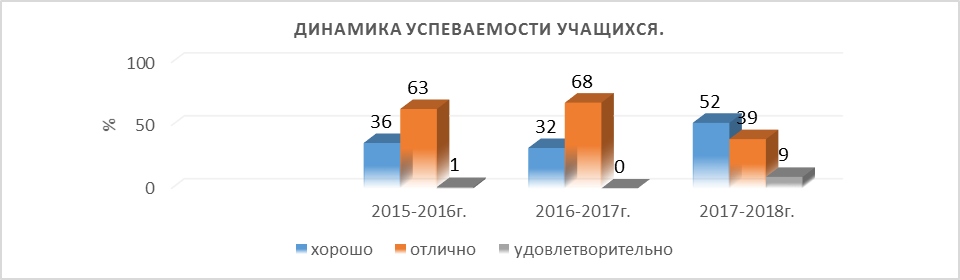 ДИНАМИКА УСПЕВАЕМОСТИ УЧАЩИХСЯ.
100
50
0
%
36
63
1
32
68
0
52
39
9
2015-2016г.
2016-2017г.
2017-2018г.
хорошо
отлично
удовлетворительно